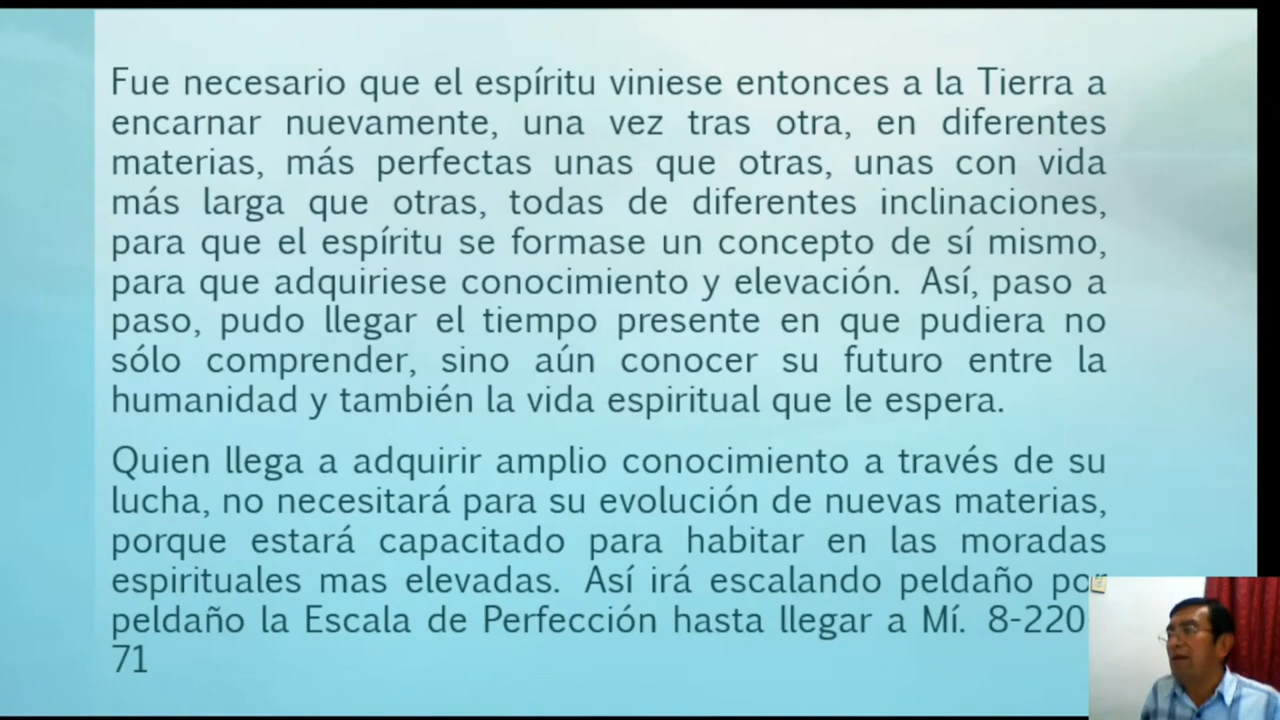 Fue necesario que el espíritu viniese entonces a la Tierra a
encarnar nuevamente, una vez tras otra, en diferentes
materias, más perfectas unas que otras, unas con vida
más larga que otras, todas de diferentes inclinaciones,
para que el espíritu se formase un concepto de sí mismo,
para que adquiriese conocimiento y elevación. Así, paso a
paso, pudo llegar el tiempo presente en que pudiera no
sólo comprender, sino aún conocer su futuro entre la
humanidad y también la vida espiritual que le espera.
Quien llega a adquirir amplio conocimiento a través de su
lucha, no necesitará para su evolución de nuevas materias,
porque estará capacitado para habitar en las moradas
espirituales mas elevadas. Así irá escalando peldaño por
peldaño la Escala de Perfección hasta llegar a Mí. 8-220-
71